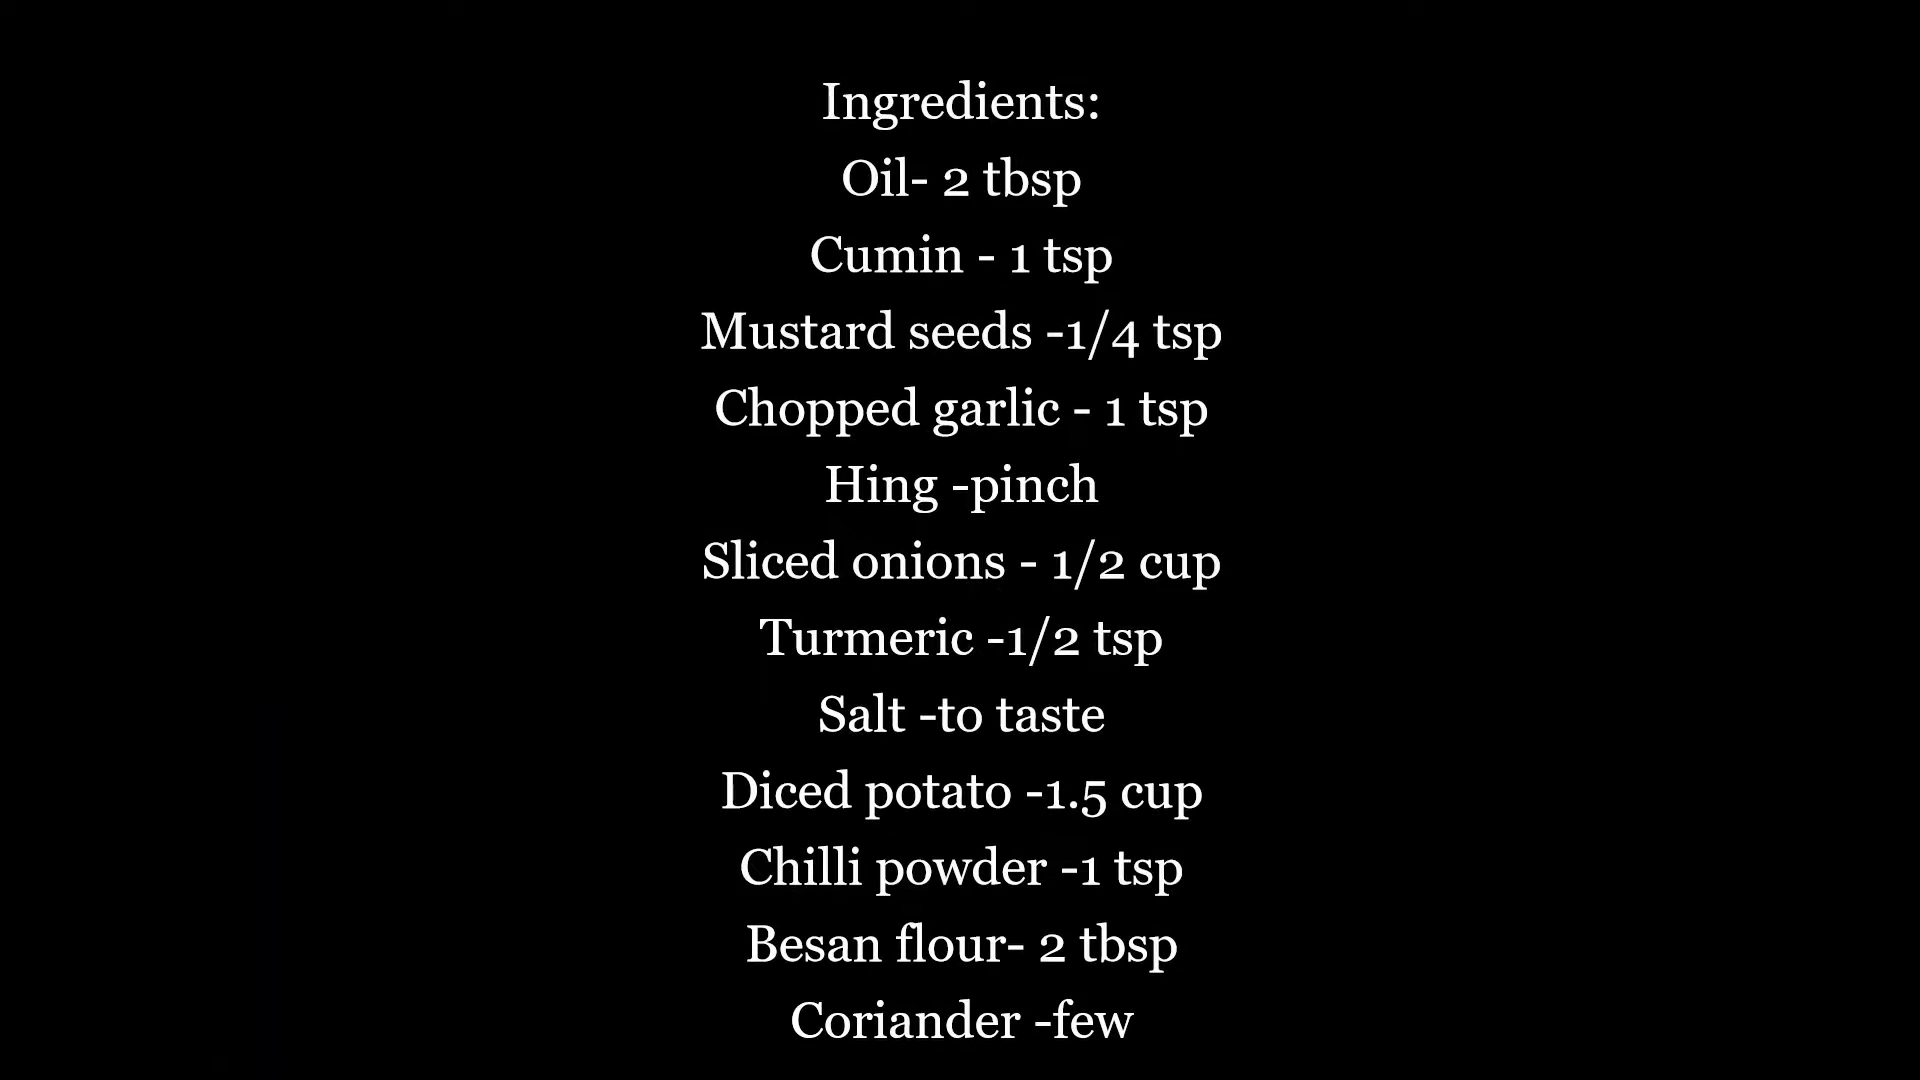 Ingredients:
Oil- 2 tbsp
Cumin - 1 tsp
Mustard seeds -1/4 tsp
Chopped garlic - 1 tsp
Hing -pinch
Sliced onions - 1/2 cup
Turmeric -1/2 tsp
Salt -to taste
Diced potato -1.5 cup
Chilli powder -1 tsp
Besan flour- 2 tbsp
Coriander -few